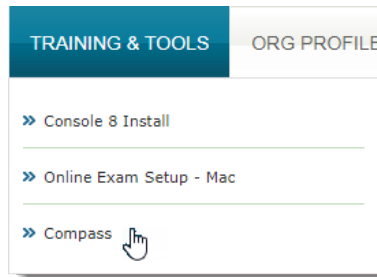 TRAINING & TOOLS
ORG PROFILE
» Console 8 Install
» Online Exam Setup - Mac
» Compass